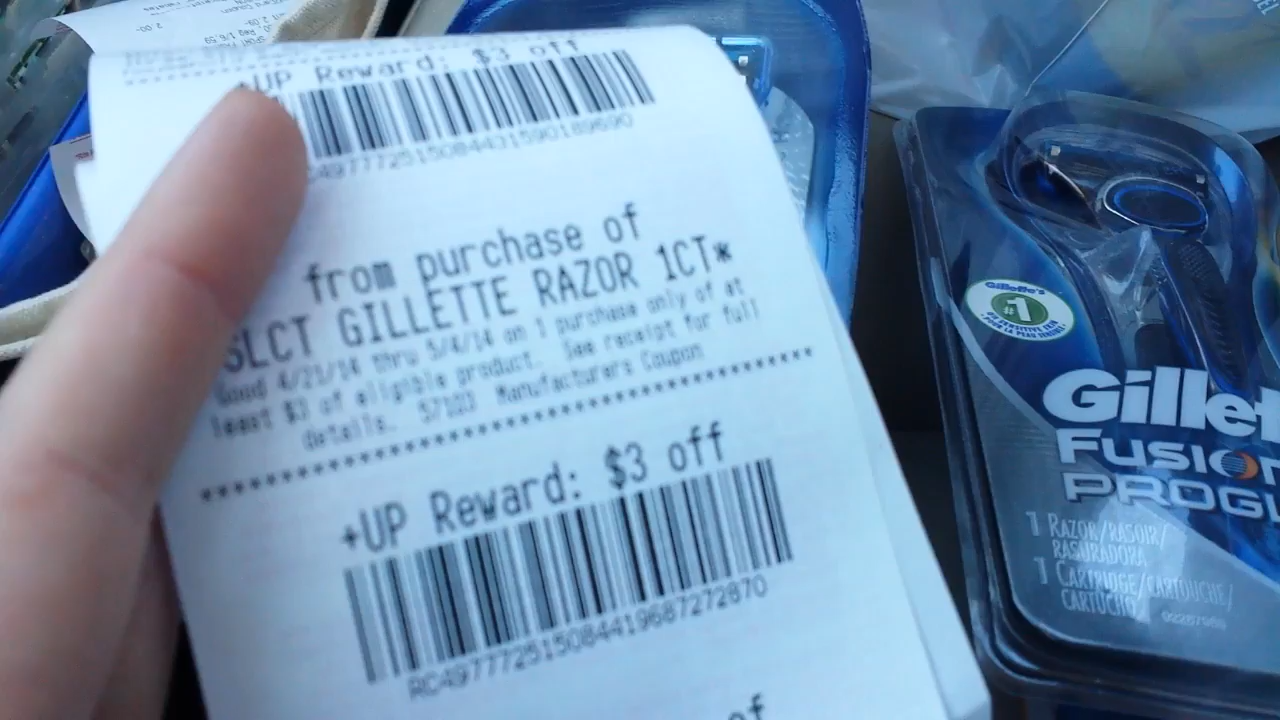 +UP Reward: $3 off
from purchase of
SLCT GILLETTE RAZOR 1CT*
Good 4/21/14 thru 5/4/14 on 1 purchase only of at
least $3 of eligible product. See receipt for full
details. 57103 Manufacturers Coupon
+UP Reward: $3 off
RC497772515084419687272870
of
Gillette's
#1
Gillet
FUSION
PROGL
1 RAZOR/RASOIR/
RASURADORA
1 CARTRIDGE/CARTOUCHE/
CARTUCHO